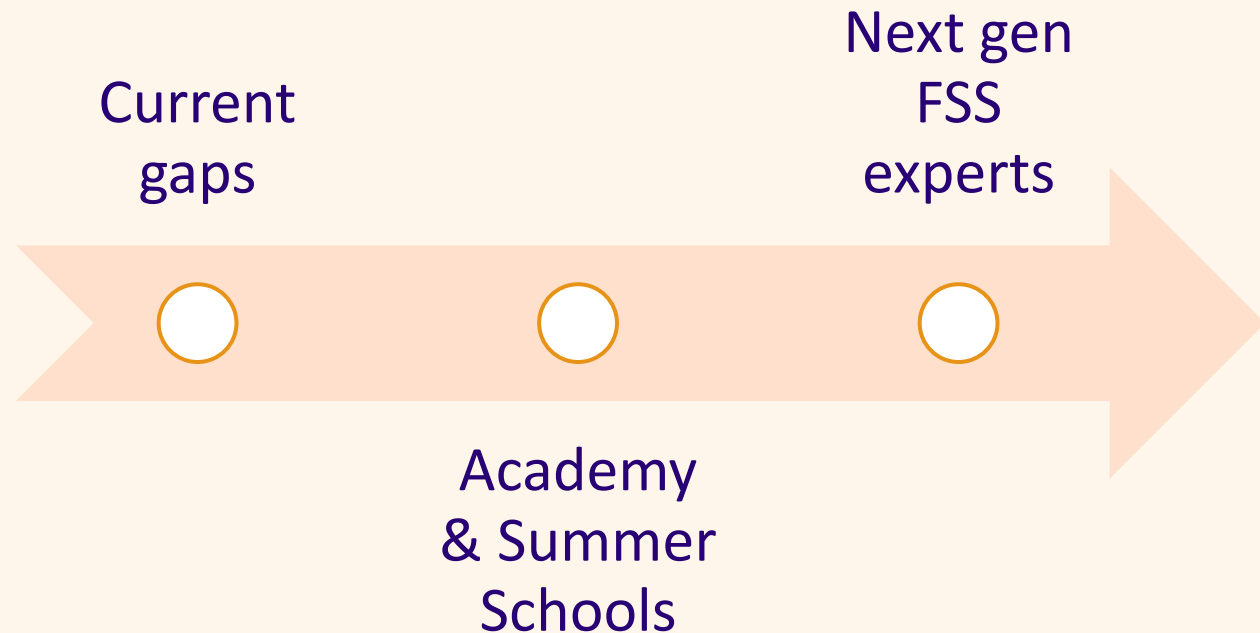 Current
gaps
Academy
& Summer
Schools
Next gen
FSS
experts